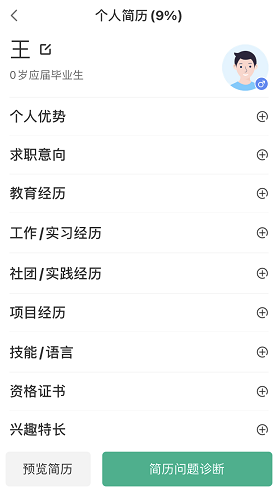 个人简历(9%)
王
0岁应届毕业生
个人优势
求职意向
教育经历
工作/实习经历
社团/实践经历
项目经历
技能/语言
资格证书
兴趣特长
预览简历
简历问题诊断